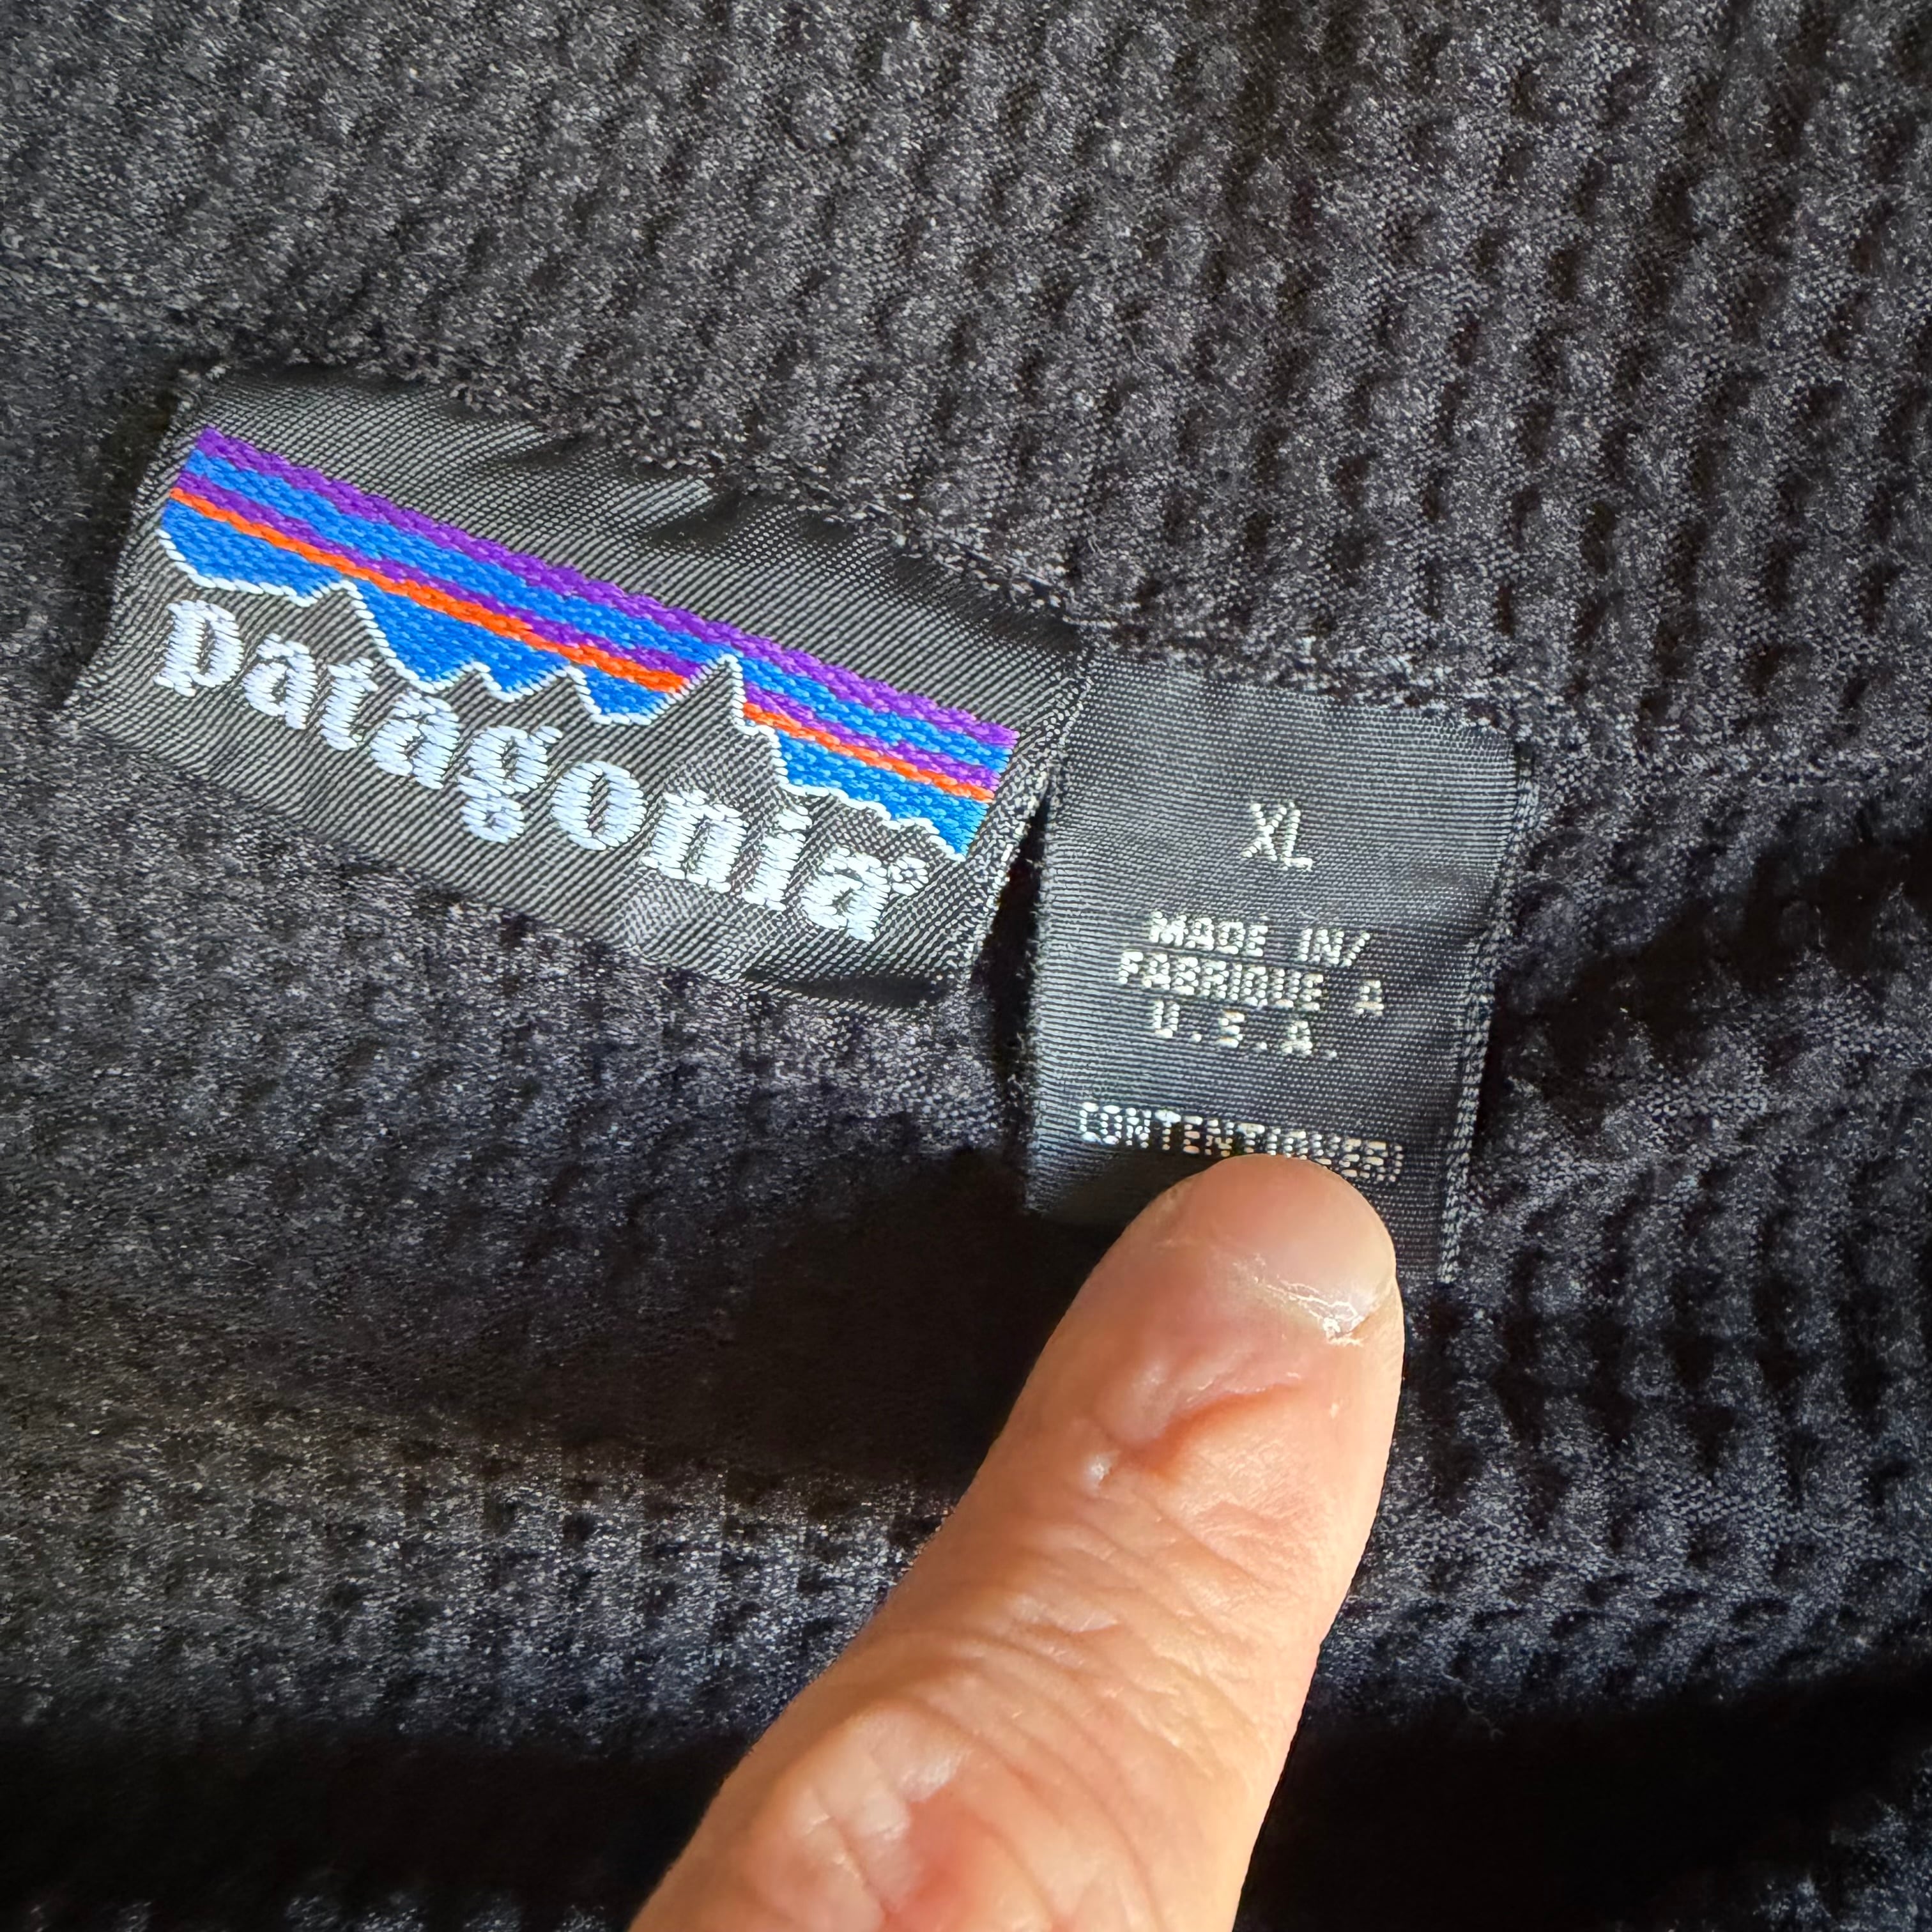 Patagonia®
XL
MADE IN/
FABRIQUE A
U.S.A.